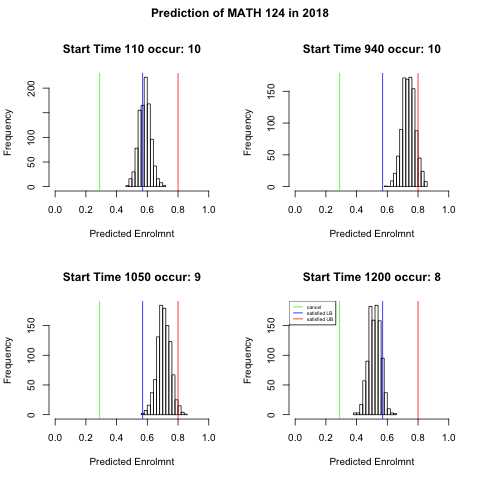 Prediction of MATH 124 in 2018
Start Time 110 occur: 10
Frequency
200
150
100
50
0
0.0 0.2 0.4 0.6 0.8 1.0
Predicted Enrolmnt
Start Time 940 occur: 10
Frequency
150
100
50
0
0.0 0.2 0.4 0.6 0.8 1.0
Predicted Enrolmnt
Start Time 1050 occur: 9
Frequency
150
100
50
0
0.0 0.2 0.4 0.6 0.8 1.0
Predicted Enrolmnt
Start Time 1200 occur: 8
cancel
satisfied LB
satisfied UB
Frequency
150
100
50
0
0.0 0.2 0.4 0.6 0.8 1.0
Predicted Enrolmnt